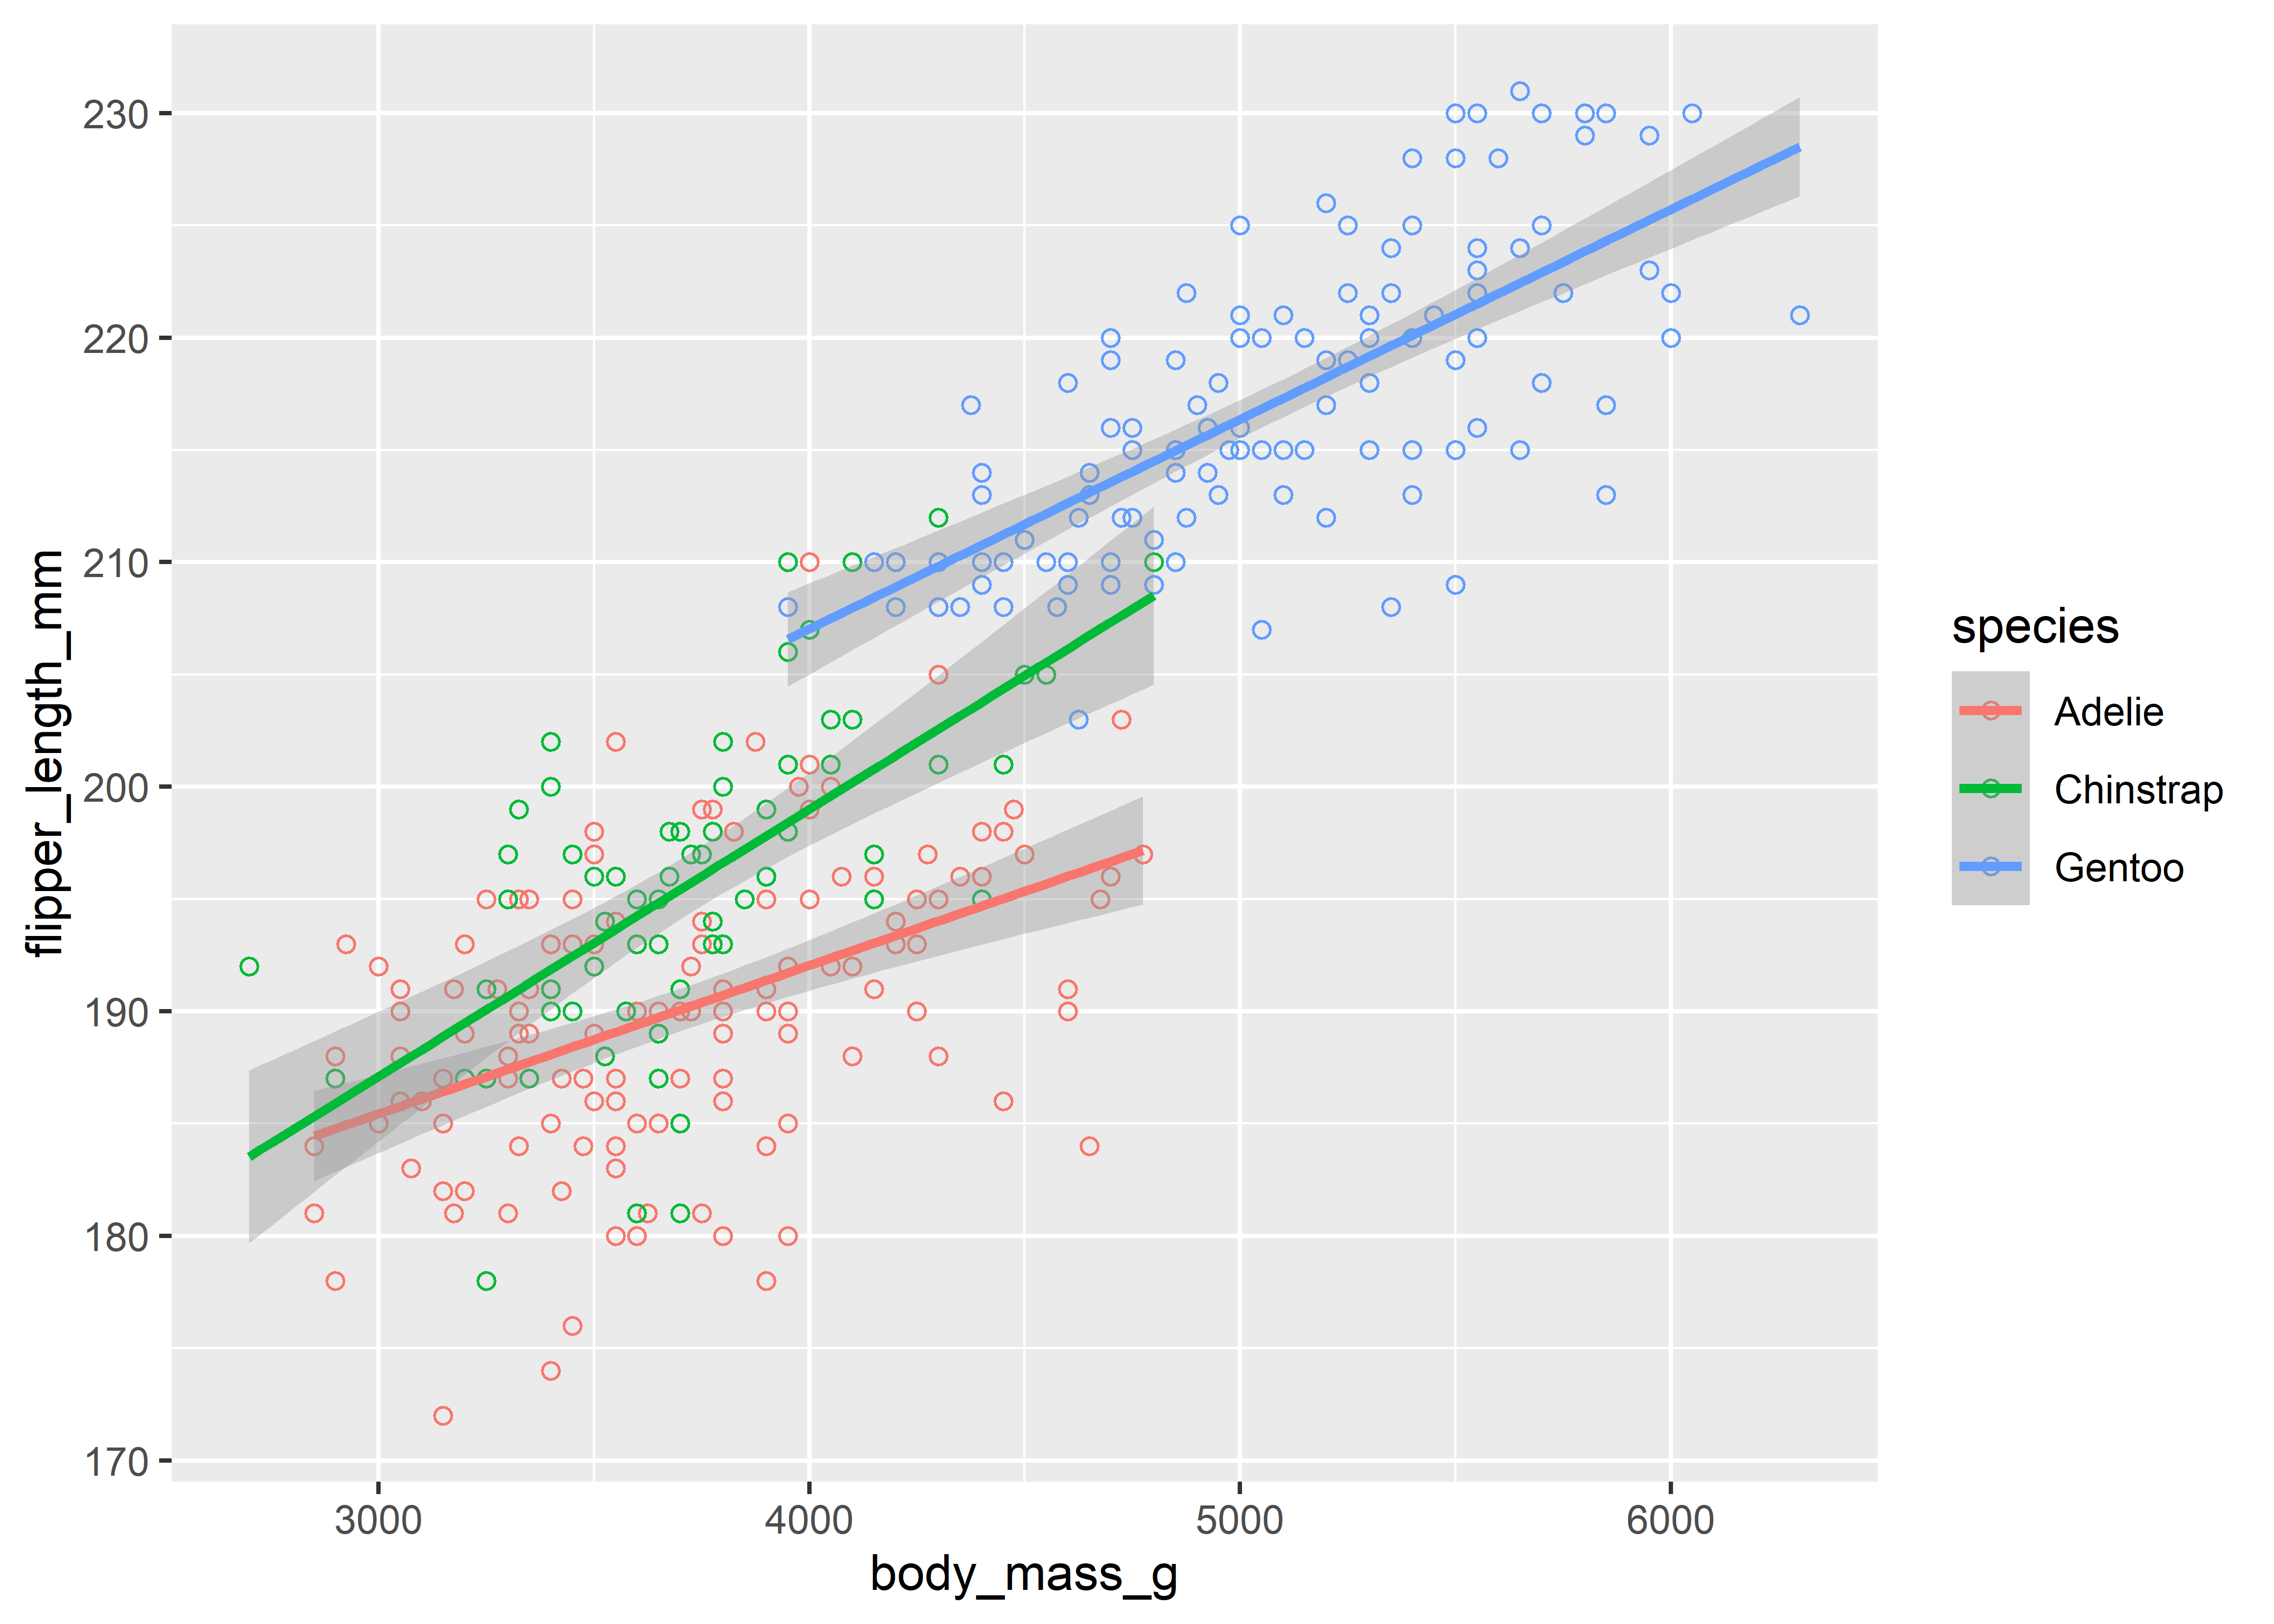 230
220
210
200
190
180
170
flipper_length_mm
3000 4000 5000 6000
body_mass_g
species
Adelie
Chinstrap
Gentoo